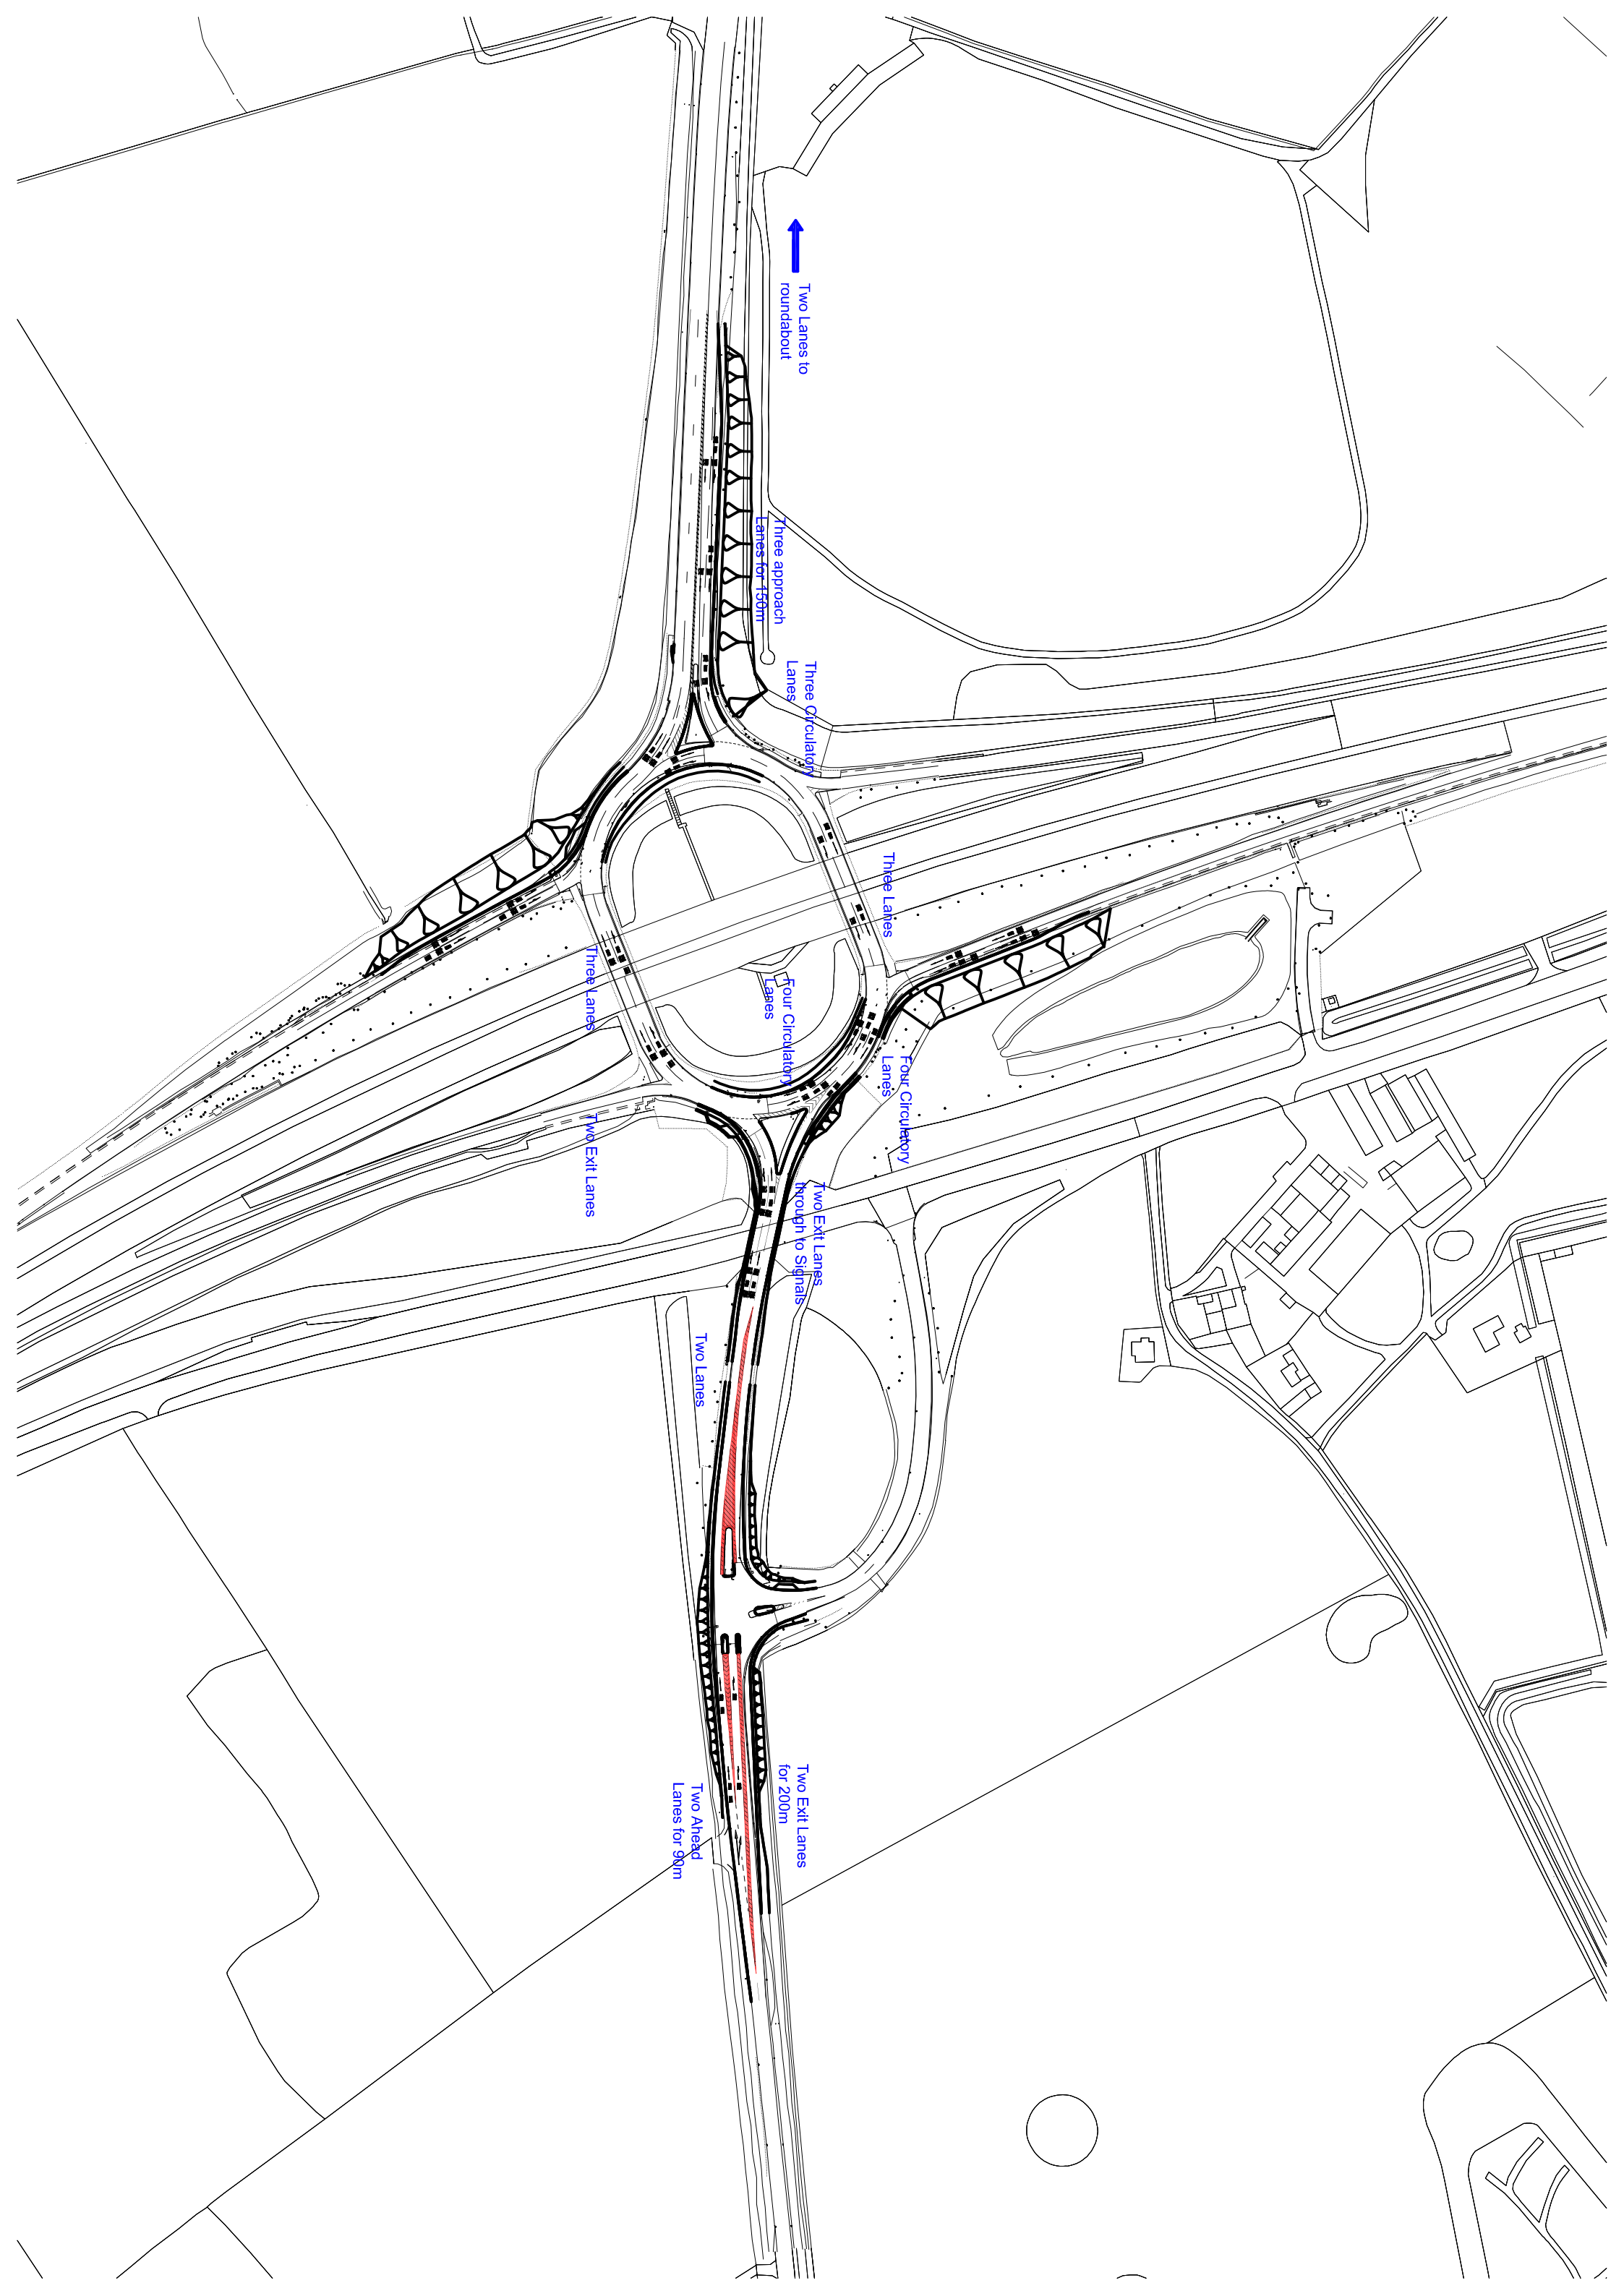 Two Lanes to
roundabout
Three approach
Lanes for 150m
Three Circulatory
Lanes
Three Lanes
Three Lanes
Four Circulatory
Lanes
Four Circulatory
Lanes
Two Exit Lanes
Two Exit Lanes
through to Signals
Two Lanes
Two Exit Lanes
for 200m
Two Ahead
Lanes for 90m